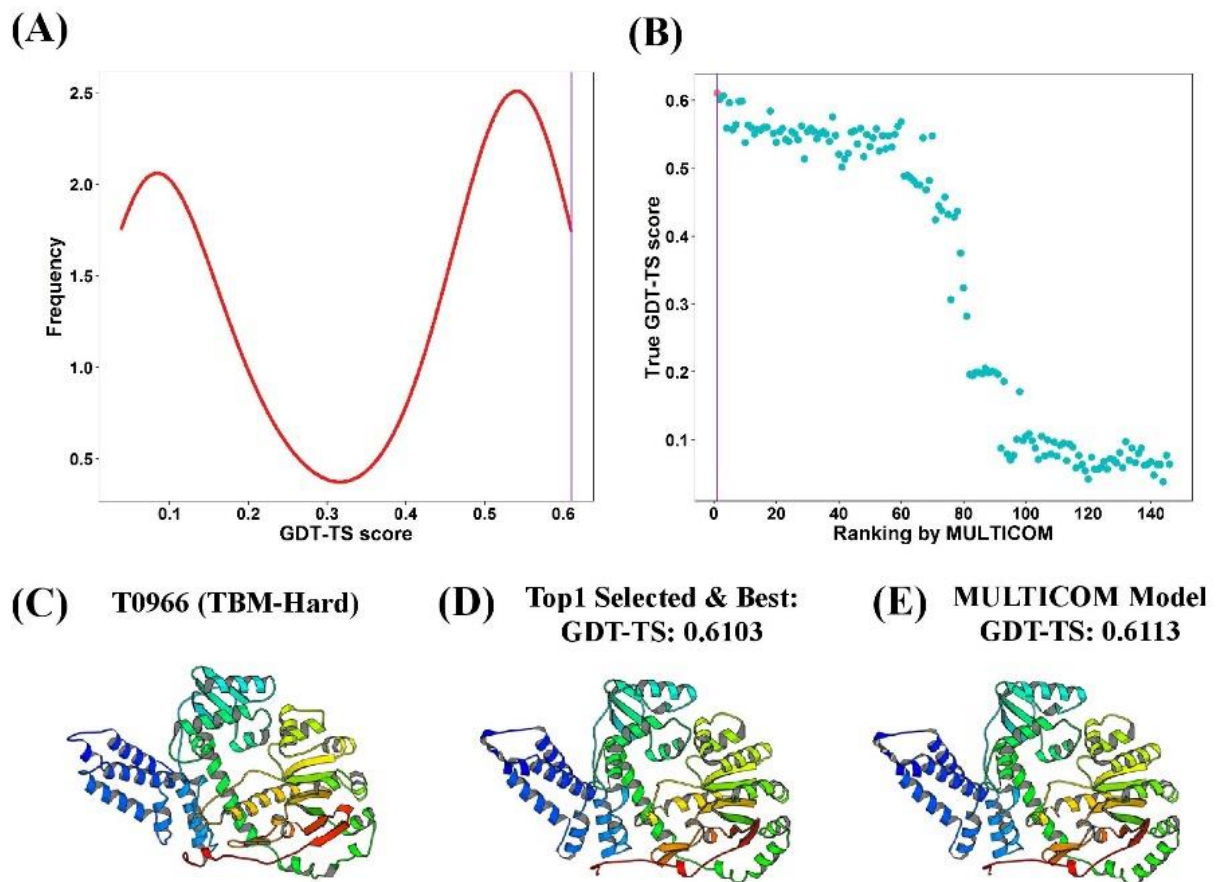 (A)
2.5
2.0
1.5
1.0
0.5
Frequency
0.1 0.2 0.3 0.4 0.5 0.6
GDT-TS score
(B)
0.6
0.5
0.4
0.3
0.2
0.1
True GDT-TS score
0 20 40 60 80 100 120 140
Ranking by MULTICOM
(C)
T0966 (TBM-Hard)
(D)
Top1 Selected & Best:
GDT-TS: 0.6103
(E)
MULTICOM Model
GDT-TS: 0.6113